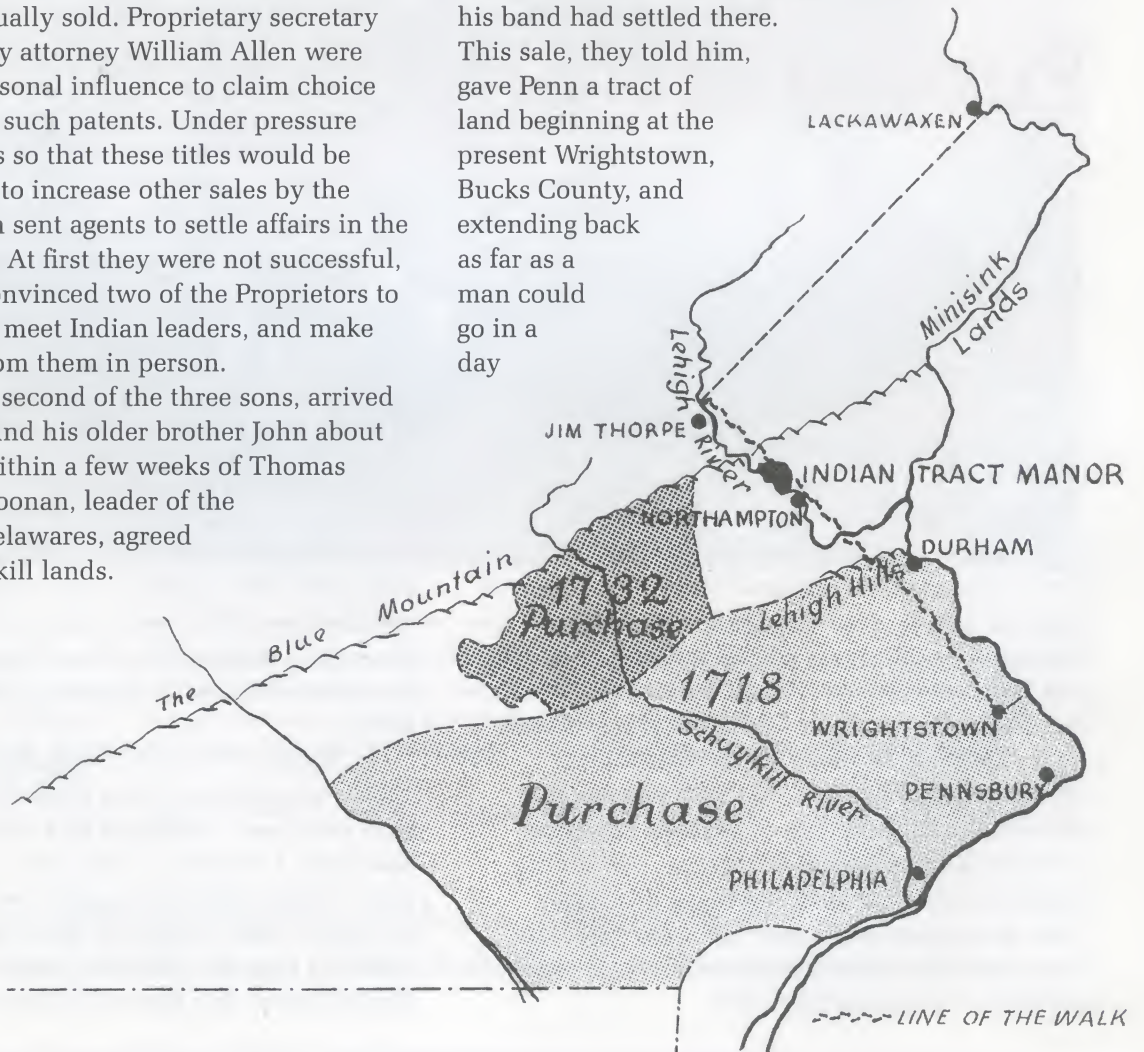 ually sold. Proprietary secretary
y attorney William Allen were
sonal influence to claim choice
such patents. Under pressure
s so that these titles would be
to increase other sales by the
n sent agents to settle affairs in the
At first they were not successful,
onvinced two of the Proprietors to
meet Indian leaders, and make
om them in person.
second of the three sons, arrived
and his older brother John about
ithin a few weeks of Thomas
oonan, leader of the
elawares, agreed
kill lands.
his band had settled there.
This sale, they told him,
gave Penn a tract of
land beginning at the
present Wrightstown,
Bucks County, and
extending back
as far as a
man could
go in a
day
LACKAWAXEN
Minisink
Lands
Lehigh
River
JIM THORPE
INDIAN TRACT MANOR
NORTHAMPTON
DURHAM
Lehigh Hills
The Blue Mountain
1732
Purchase
1718
Purchase
WRIGHTSTOWN
Schuylkill River
PENNSBURY
PHILADELPHIA
LINE OF THE WALK